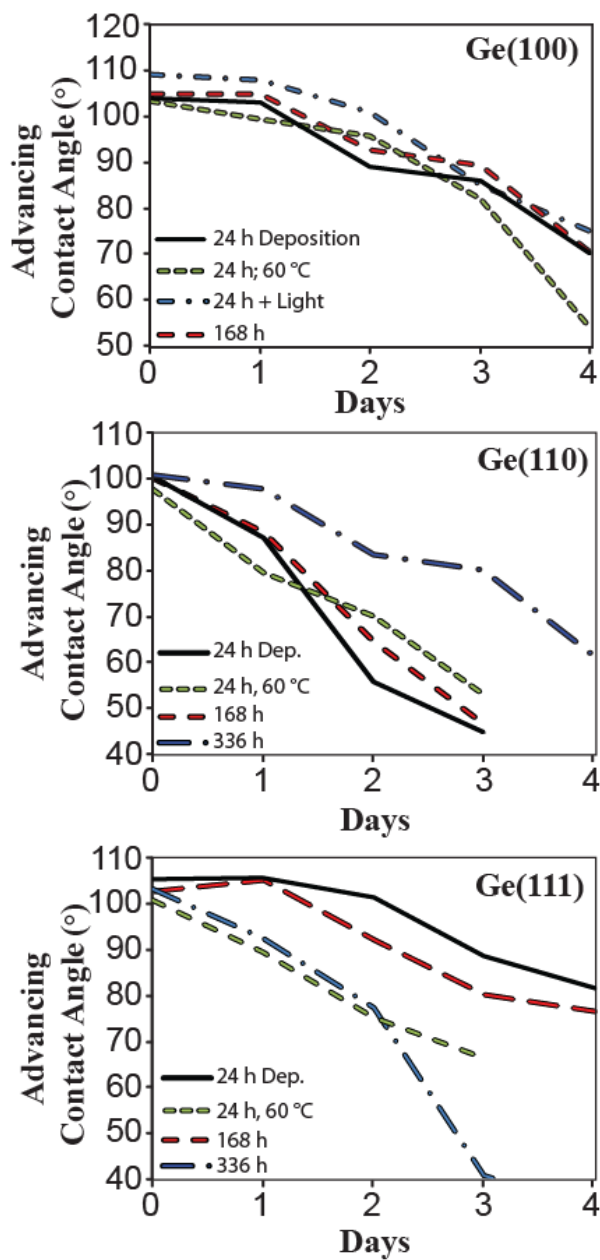 Ge(100)
Advancing
Contact Angle (°)
120
110
100
90
80
70
60
50
24 h Deposition
24 h; 60 °C
24 h + Light
168 h
0 1 2 3 4
Days
Ge(110)
Advancing
Contact Angle (°)
110
100
90
80
70
60
50
40
24 h Dep.
24 h, 60 °C
168 h
336 h
0 1 2 3 4
Days
Ge(111)
Advancing
Contact Angle (°)
110
100
90
80
70
60
50
40
24 h Dep.
24 h, 60 °C
168 h
336 h
0 1 2 3 4
Days